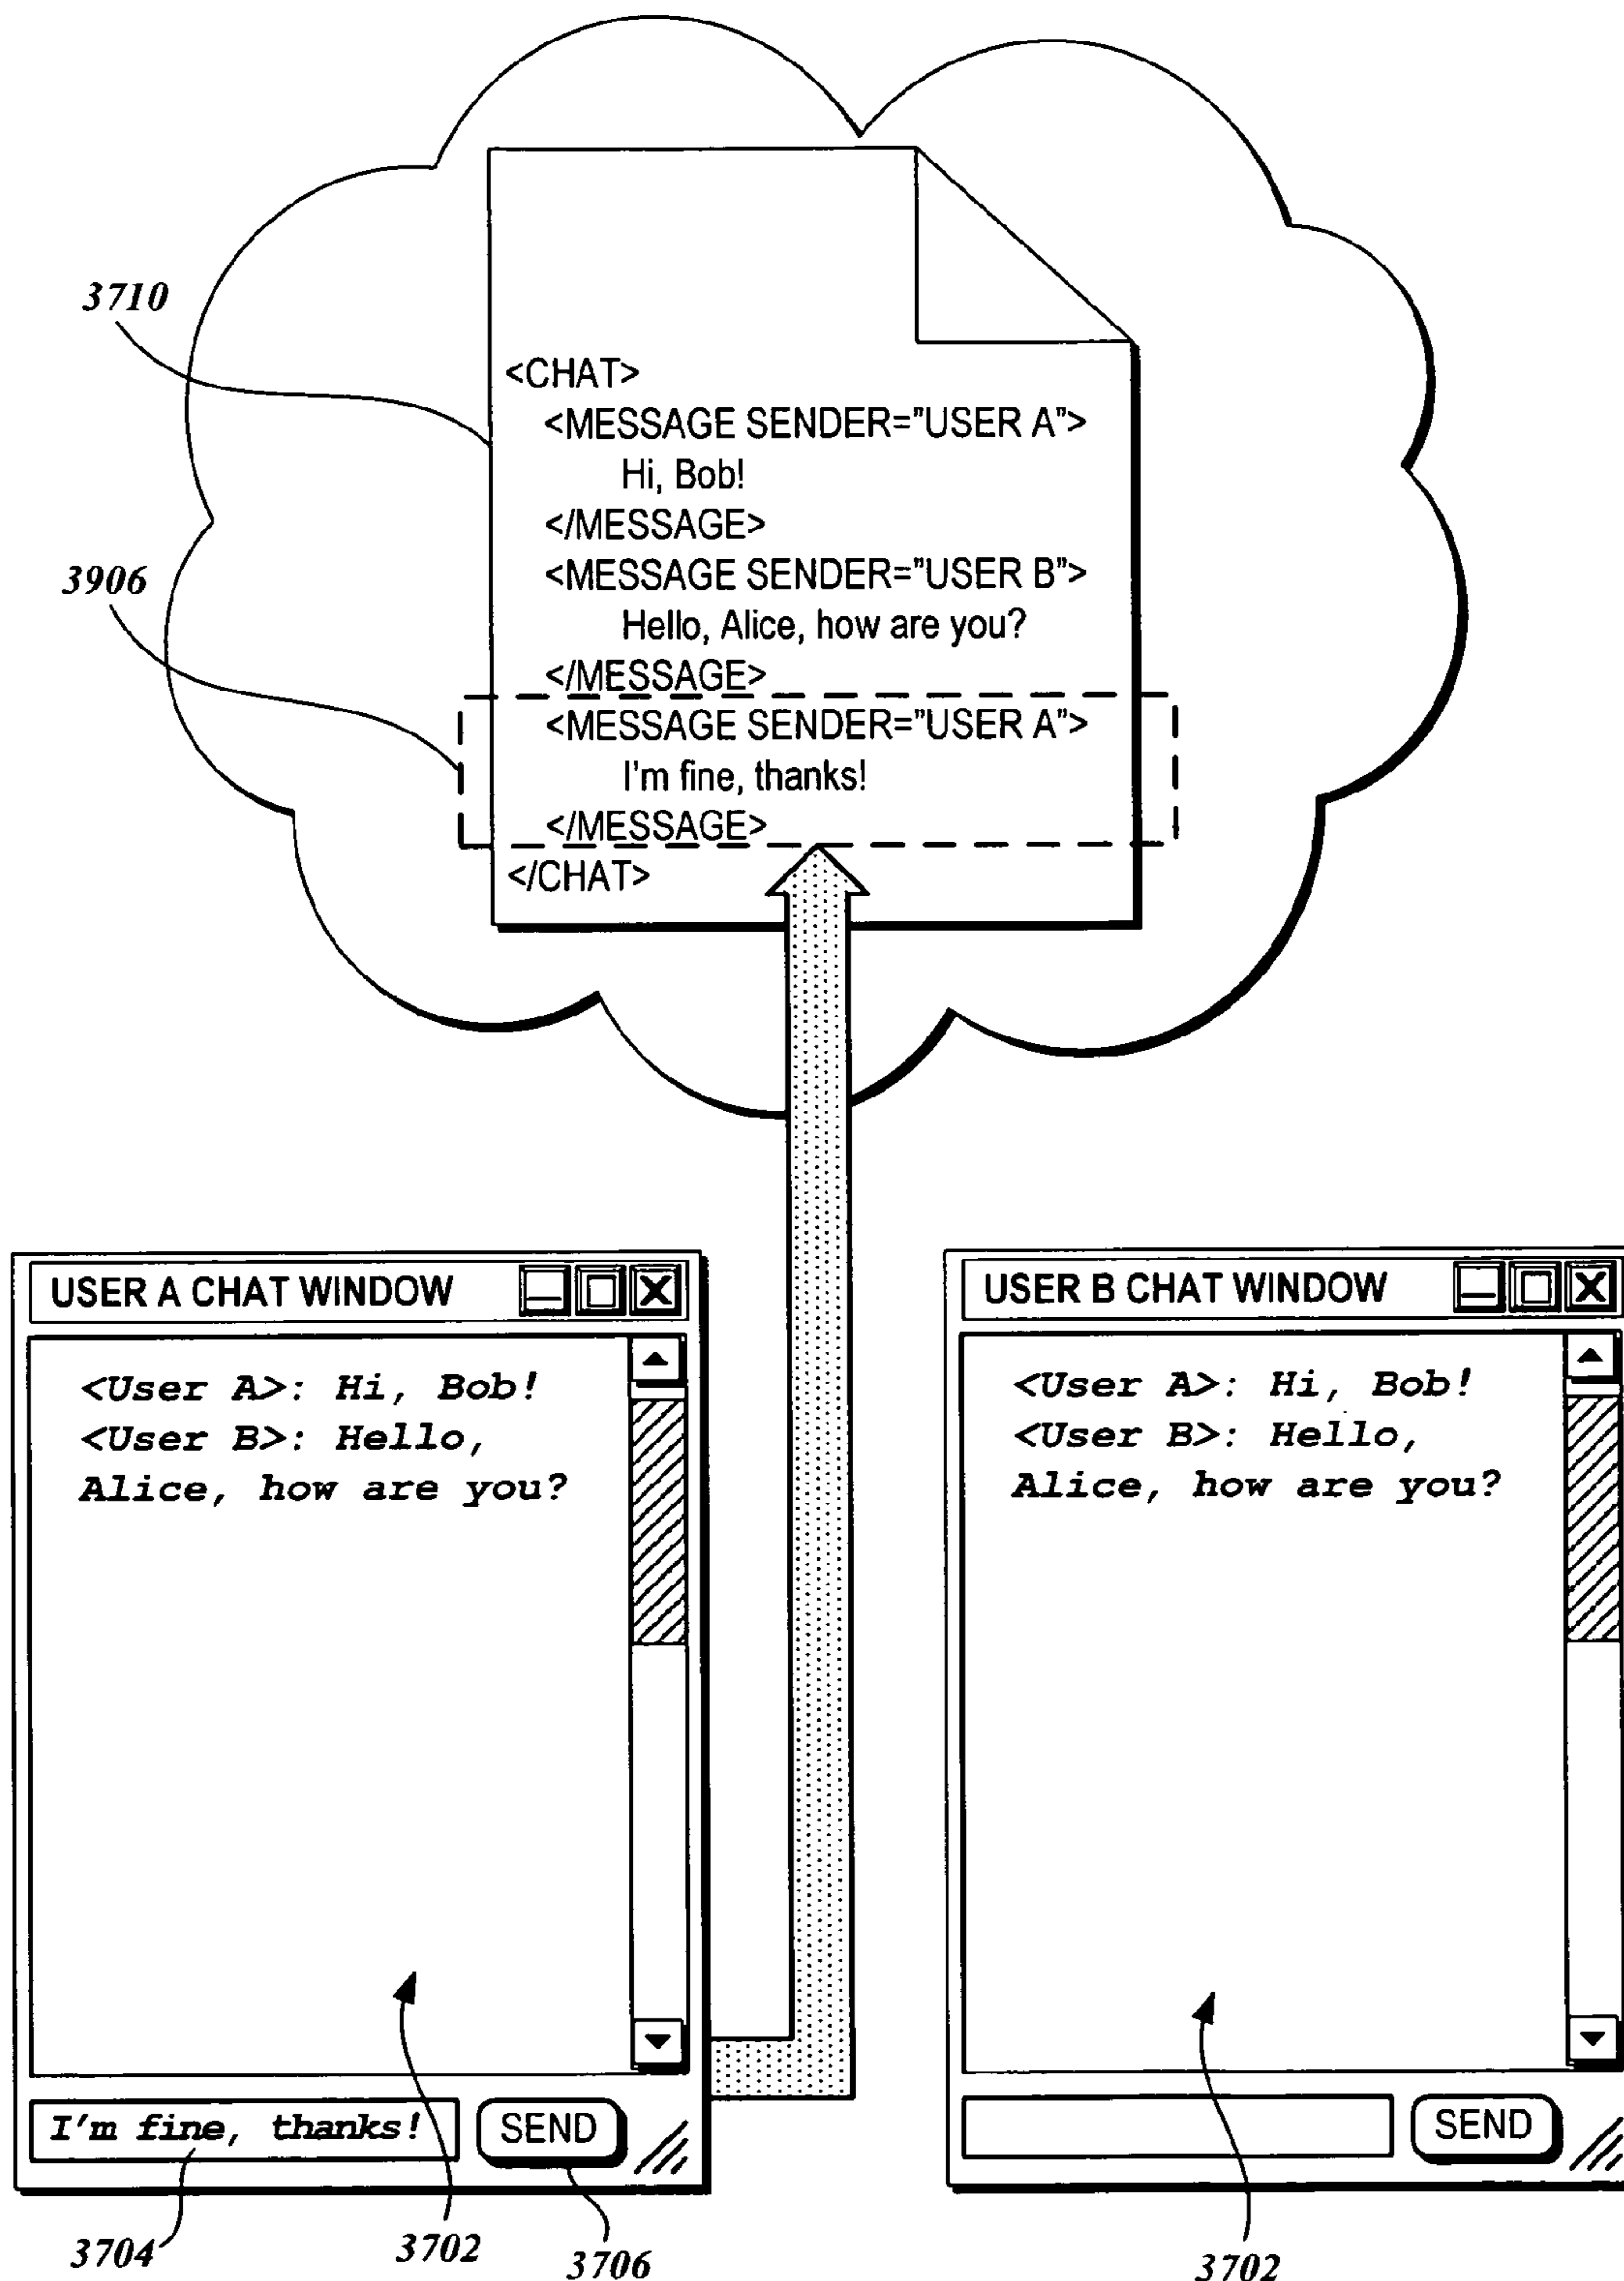 3710
<CHAT>
<MESSAGE SENDER="USER A">
Hi, Bob!
</MESSAGE>
3906
<MESSAGE SENDER="USER B">
Hello, Alice, how are you?
</MESSAGE>
<MESSAGE SENDER="USER A">
I'm fine, thanks!
</MESSAGE>
</CHAT>
USER A CHAT WINDOW
<User A>: Hi, Bob!
<User B>: Hello,
Alice, how are you?
I'm fine, thanks!
SEND
3704
3702
3706
USER B CHAT WINDOW
<User A>: Hi, Bob!
<User B>: Hello,
Alice, how are you?
SEND
3702